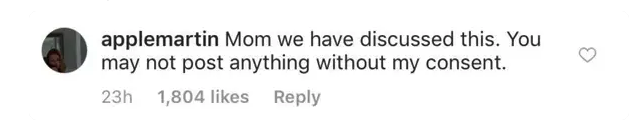 applemartin Mom we have discussed this. You
may not post anything without my consent.
23h 1,804 likes Reply